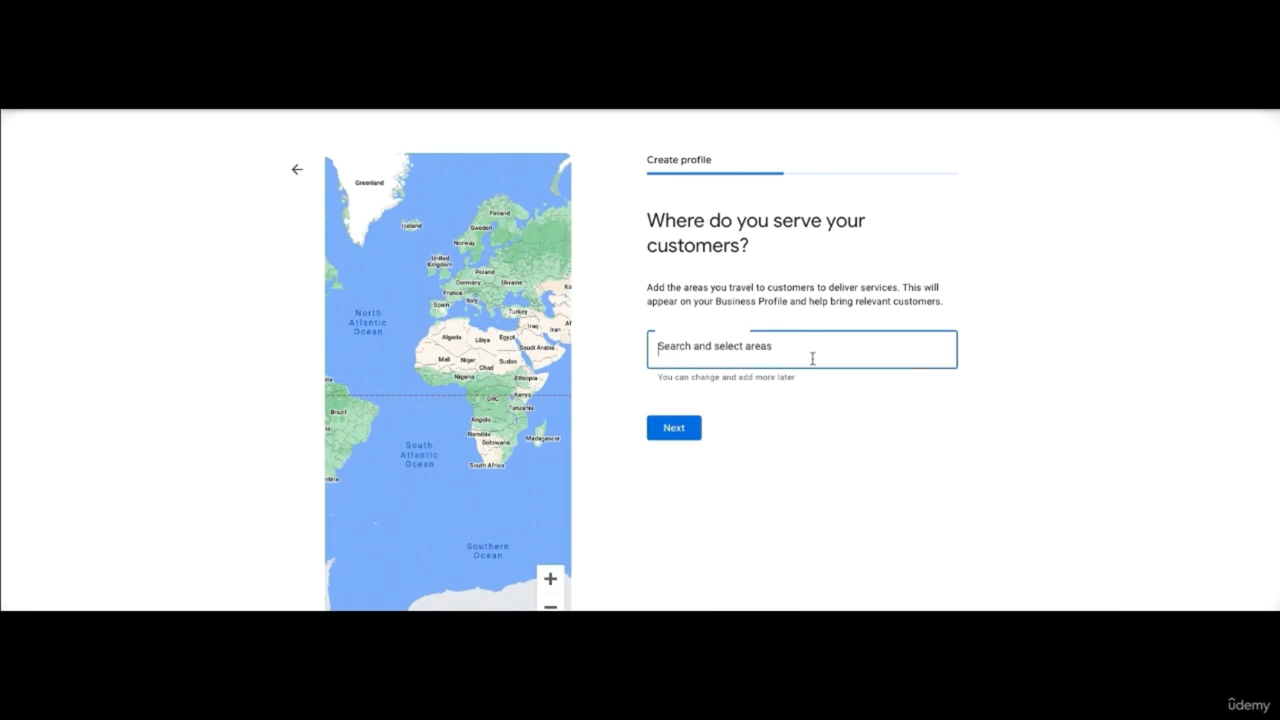 Create profile
Where do you serve your
customers?
Add the areas you travel to customers to deliver services. This will
appear on your Business Profile and help bring relevant customers.
Search and select areas
You can change and add more later
Next
Greenland
Iceland
Finland
Sweden
Norway
United
Kingdom
Poland
Germany
Ukraine
France
Italy
Spain
Turkey
North
Atlantic
Ocean
Iraq
Iran
Algeria
Libya
Egypt
Saudi Arabia
Mali
Niger
Chad
Sudan
Nigeria
Ethiopia
DRC
Kenya
Tanzania
Brazil
Angola
Namibia
Botswana
Madagascar
South
Atlantic
Ocean
South Africa
Southern
Ocean
ûdemy